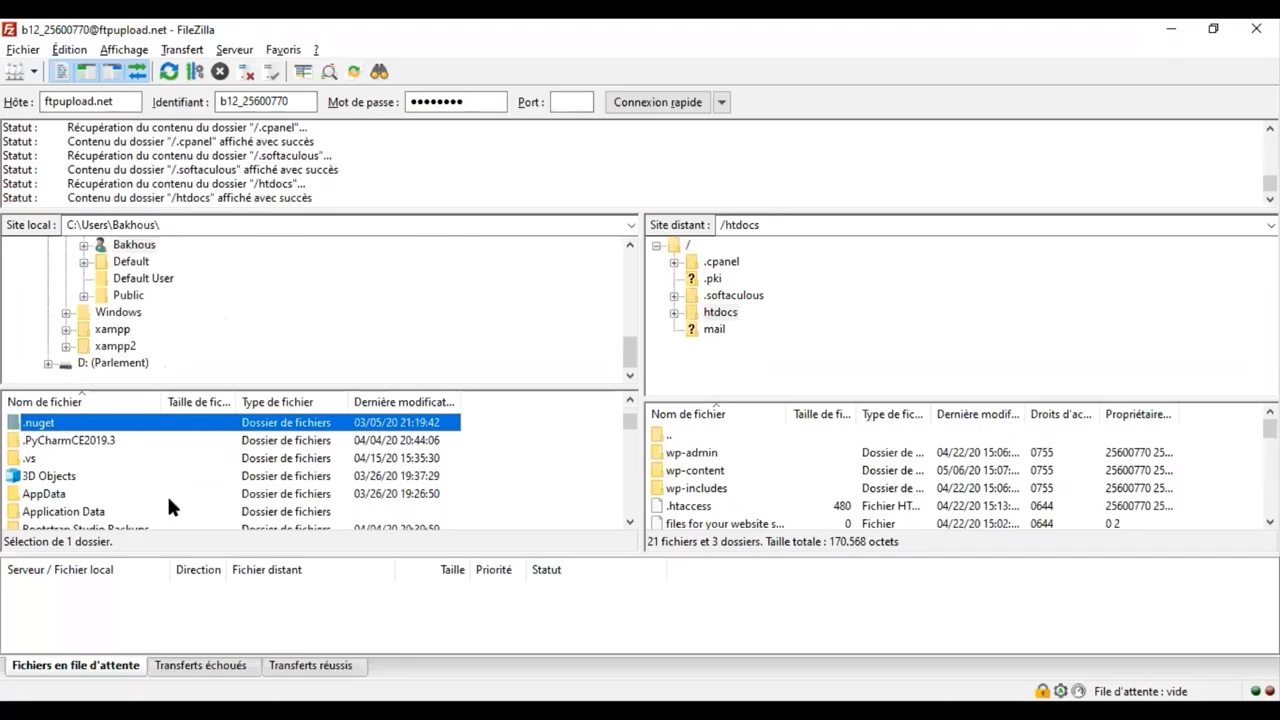 b12_25600770@ftpupload.net - FileZilla
Fichier Édition Affichage Transfert Serveur Favoris ?
Hôte : ftpupload.net Identifiant : b12_25600770 Mot de passe : •••••••• Port : Connexion rapide
Statut : Récupération du contenu du dossier "/.cpanel"...
Statut : Contenu du dossier "/.cpanel" affiché avec succès
Statut : Récupération du contenu du dossier "/.softaculous"...
Statut : Contenu du dossier "/.softaculous" affiché avec succès
Statut : Récupération du contenu du dossier "/htdocs"...
Statut : Contenu du dossier "/htdocs" affiché avec succès
Site local : C:\Users\Bakhous\
Bakhous
Default
Default User
Public
Windows
xampp
xampp2
D: (Parlement)
Nom de fichier Taille de fic... Type de fichier Dernière modificat...
.nuget Dossier de fichiers 03/05/20 21:19:42
.PyCharmCE2019.3 Dossier de fichiers 04/04/20 20:44:06
.vs Dossier de fichiers 04/15/20 15:35:30
3D Objects Dossier de fichiers 03/26/20 19:37:29
AppData Dossier de fichiers 03/26/20 19:26:50
Application Data Dossier de fichiers
Bootstrap Studio Backups Dossier de fichiers 04/04/20 20:39:59
Sélection de 1 dossier.
Site distant : /htdocs
/
.cpanel
? .pki
.softaculous
htdocs
? mail
Nom de fichier Taille de fi... Type de fic... Dernière modif... Droits d'ac... Propriétaire...
..
wp-admin Dossier de ... 04/22/20 15:06:... 0755 25600770 25...
wp-content Dossier de ... 05/06/20 15:07:... 0755 25600770 25...
wp-includes Dossier de ... 04/22/20 15:06:... 0755 25600770 25...
.htaccess 480 Fichier HT... 04/22/20 15:13:... 0644 25600770 25...
files for your website s... 0 Fichier 04/22/20 15:02:... 0644 0 2
21 fichiers et 3 dossiers. Taille totale : 170.568 octets
Serveur / Fichier local Direction Fichier distant Taille Priorité Statut
Fichiers en file d'attente Transferts échoués Transferts réussis
File d'attente : vide